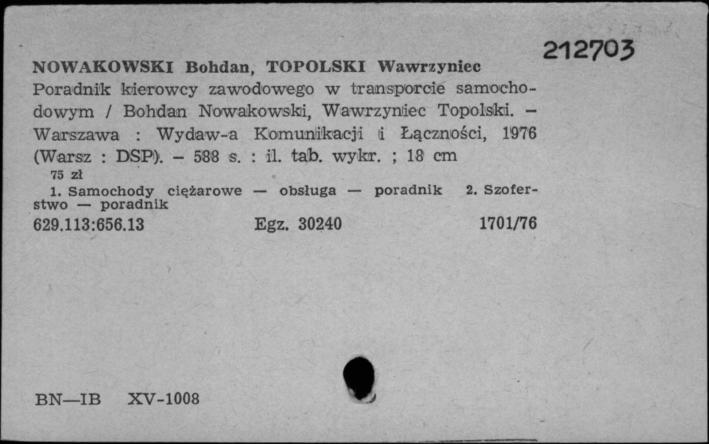 212703
NOWAKOWSKI Bohdan, TOPOLSKI Wawrzyniec
Poradnik kierowcy zawodowego w transporcie samocho-
dowym / Bohdan Nowakowski, Wawrzyniec Topolski. –
Warszawa : Wydaw-a Komunikacji i Łączności, 1976
(Warsz : DSP). – 588 s. : il. tab. wykr. ; 18 cm
75 zł
1. Samochody ciężarowe — obsługa — poradnik 2. Szofer-
stwo — poradnik
629.113:656.13 Egz. 30240 1701/76
BN—IB XV-1008